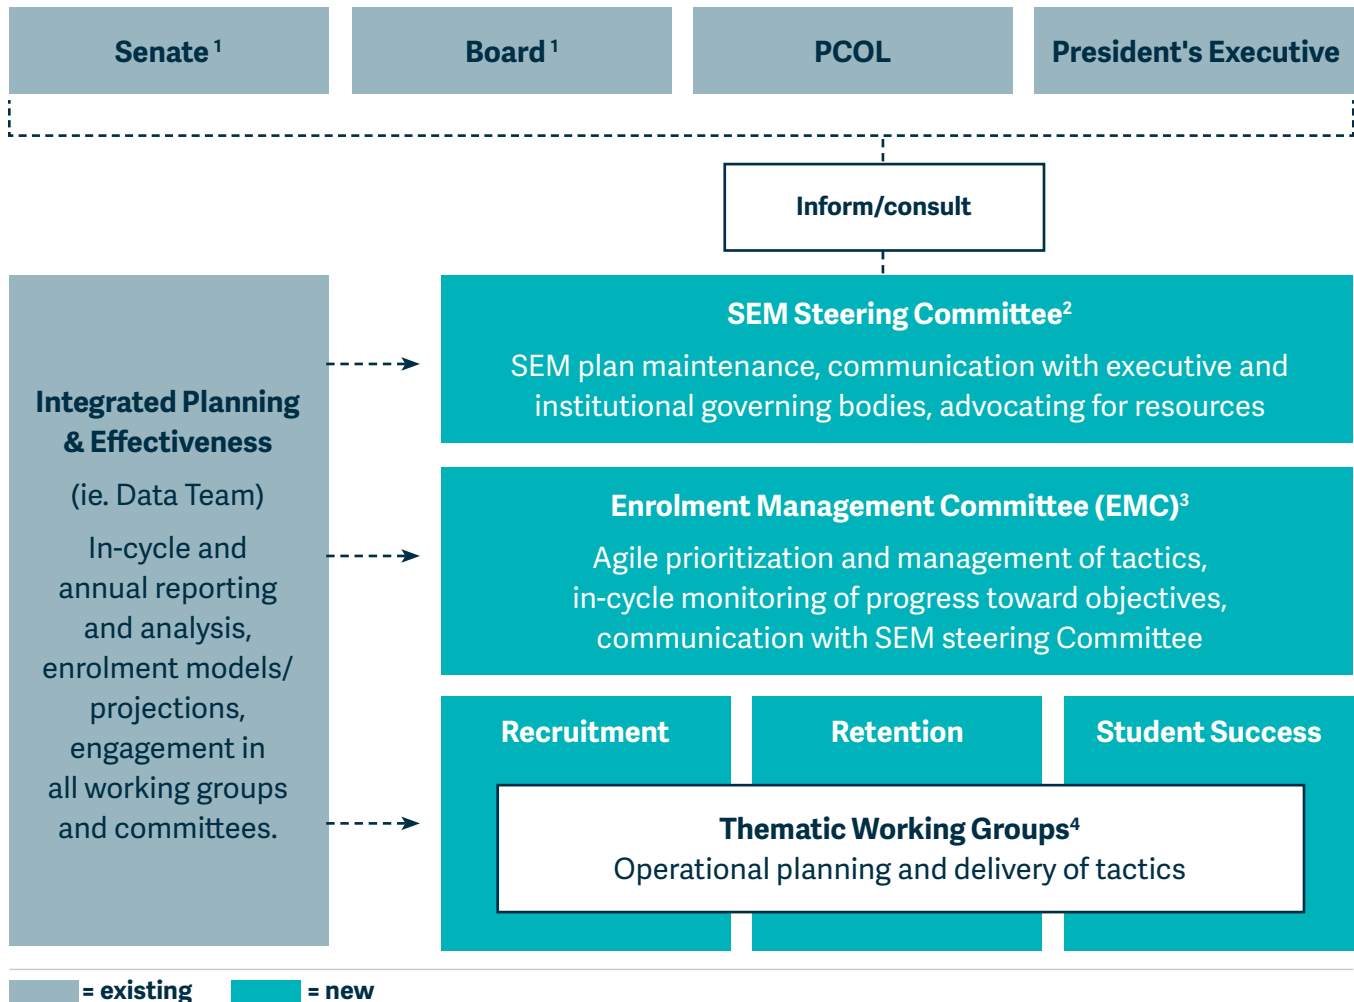 Senate ¹
Board ¹
PCOL
President's Executive
Inform/consult
Integrated Planning
& Effectiveness
(ie. Data Team)
In-cycle and
annual reporting
and analysis,
enrolment models/
projections,
engagement in
all working groups
and committees.
SEM Steering Committee²
SEM plan maintenance, communication with executive and
institutional governing bodies, advocating for resources
Enrolment Management Committee (EMC)³
Agile prioritization and management of tactics,
in-cycle monitoring of progress toward objectives,
communication with SEM steering Committee
Recruitment
Retention
Student Success
Thematic Working Groups⁴
Operational planning and delivery of tactics
= existing
= new